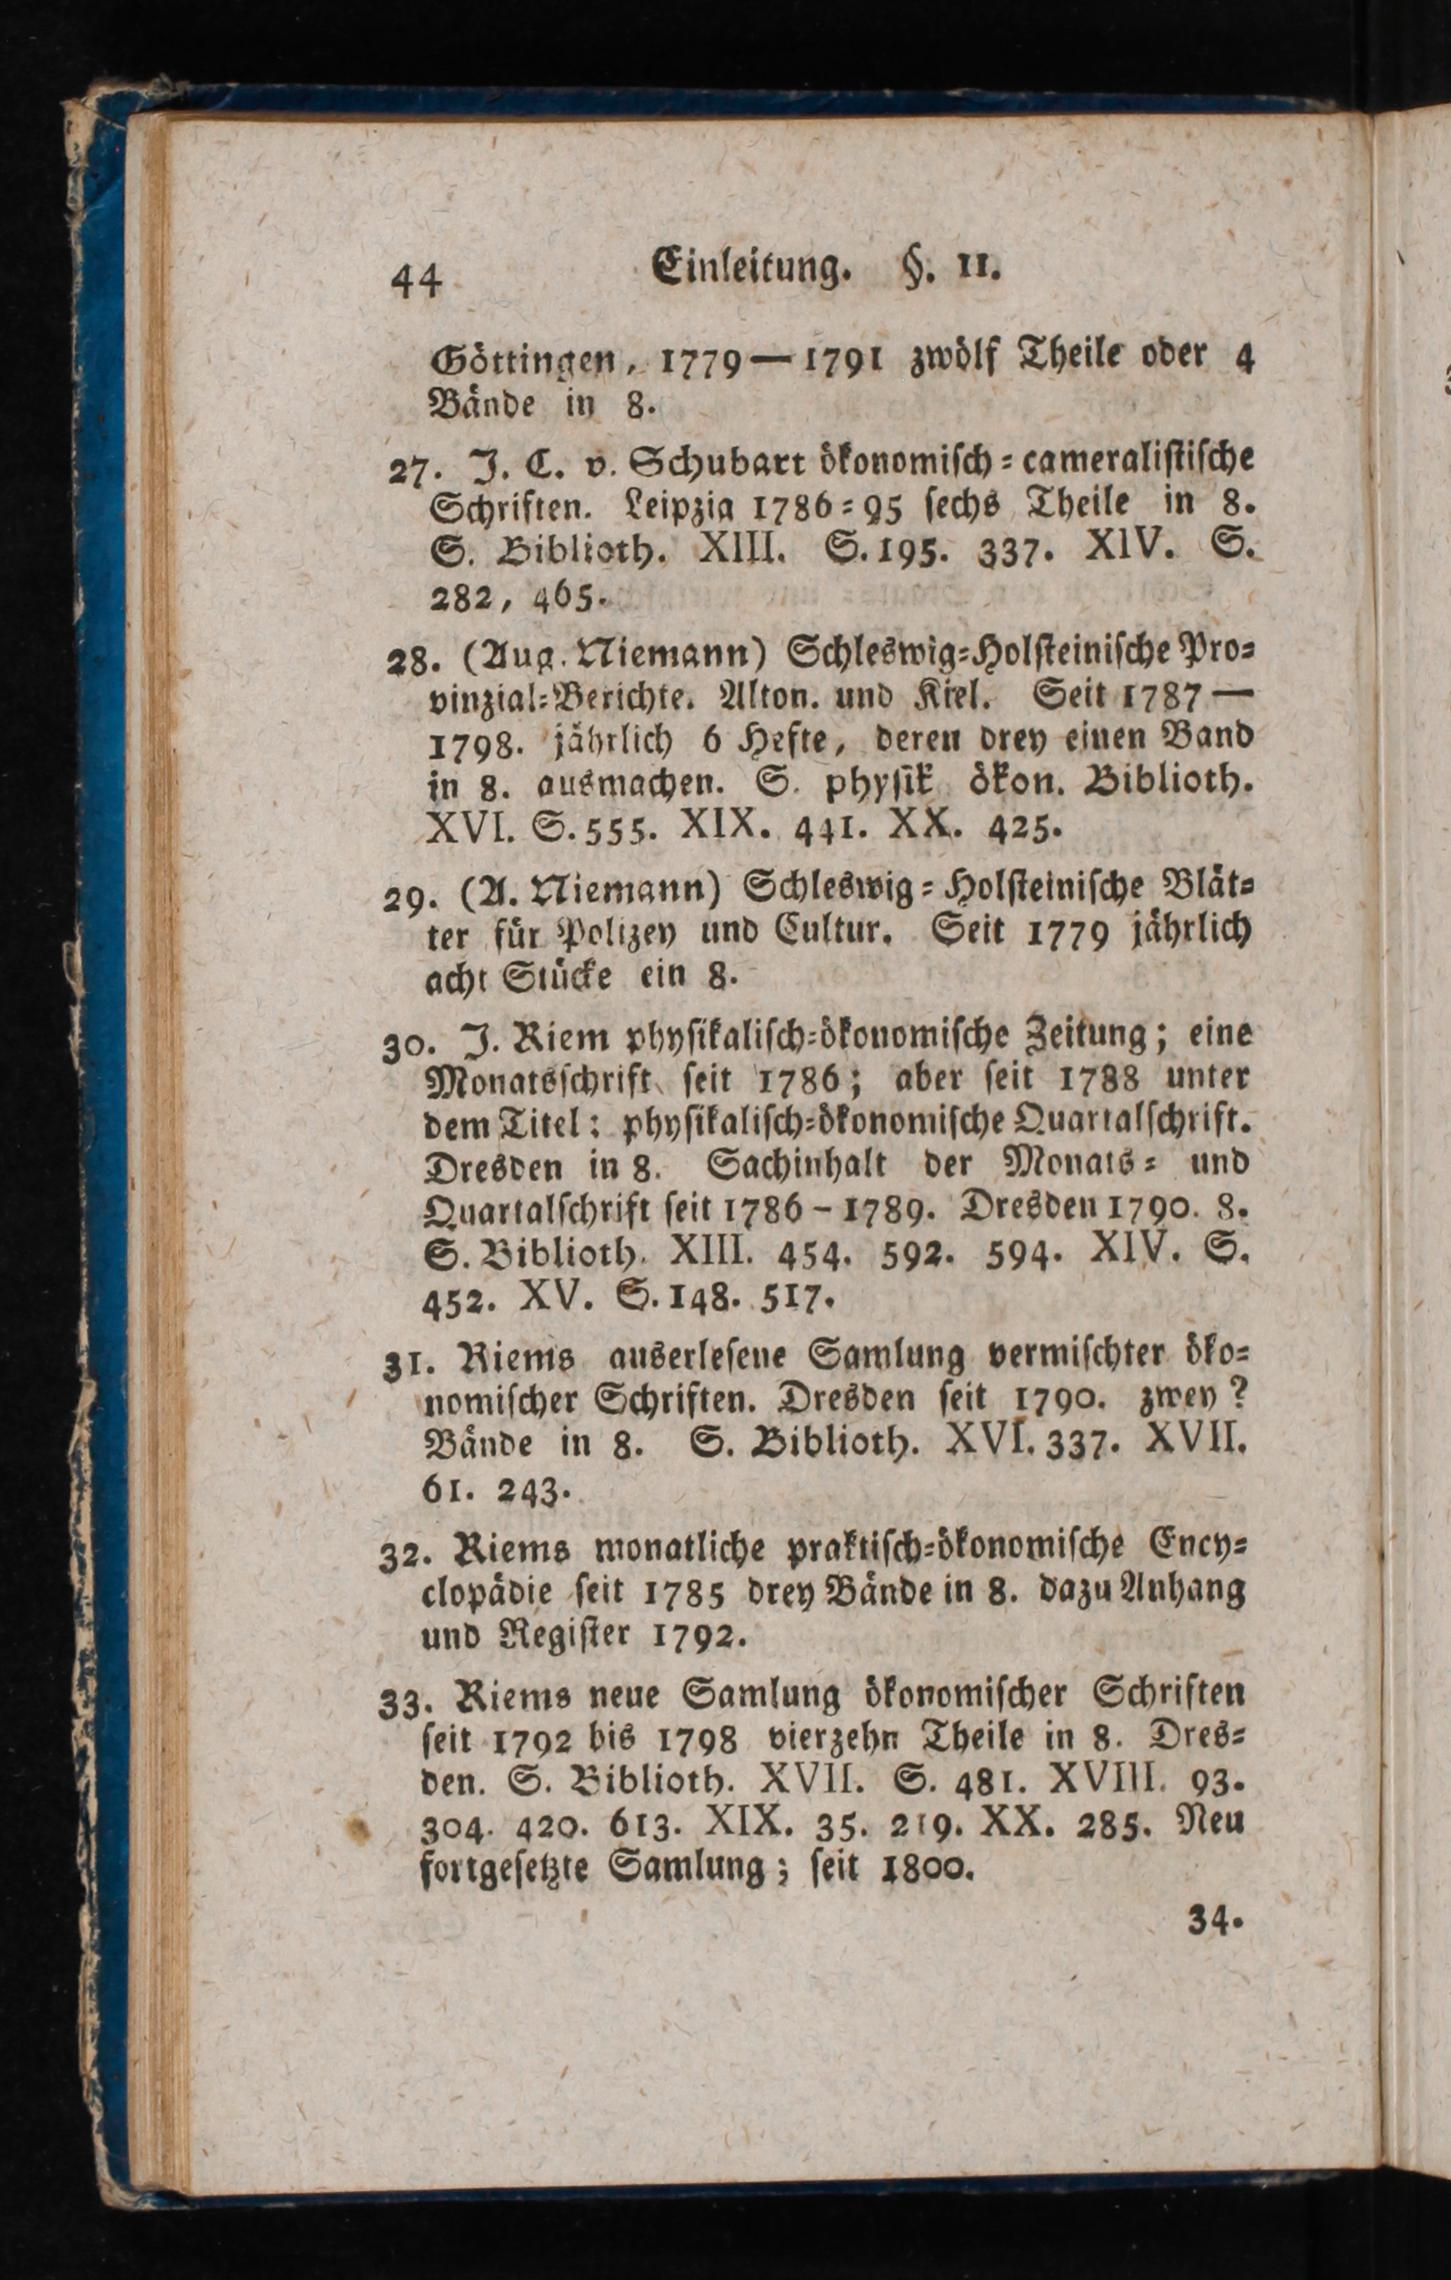 44 Einleitung. §. 11.
Göttingen, 1779—1791 zwölf Theile oder 4
Bände in 8.
27. J. C. v. Schubart ökonomiſch=cameraliſtiſche
Schriften. Leipzig 1786=95 ſechs Theile in 8.
S. Biblioth. XIII. S. 195. 337. XIV. S.
282, 465.
28. (Aug. Niemann) Schleswig=Holſteiniſche Pro=
vinzial=Berichte. Alton. und Kiel. Seit 1787—
1798. jährlich 6 Hefte, deren drey einen Band
in 8. ausmachen. S. phyſik ökon. Biblioth.
XVI. S. 555. XIX. 441. XX. 425.
29. (A. Niemann) Schleswig=Holſteiniſche Blät=
ter für Polizey und Cultur. Seit 1779 jährlich
acht Stücke ein 8.
30. J. Riem phyſikaliſch=ökonomiſche Zeitung; eine
Monatsſchrift ſeit 1786; aber ſeit 1788 unter
dem Titel: phyſikaliſch=ökonomiſche Quartalſchrift.
Dresden in 8. Sachinhalt der Monats= und
Quartalſchrift ſeit 1786-1789. Dresden 1790. 8.
S. Biblioth. XIII. 454. 592. 594. XIV. S.
452. XV. S. 148. 517.
31. Riems auserleſene Samlung vermiſchter öko=
nomiſcher Schriften. Dresden ſeit 1790. zwey?
Bände in 8. S. Biblioth. XVI. 337. XVII.
61. 243.
32. Riems monatliche praktiſch=ökonomiſche Ency=
clopädie ſeit 1785 drey Bände in 8. dazu Anhang
und Regiſter 1792.
33. Riems neue Samlung ökonomiſcher Schriften
ſeit 1792 bis 1798 vierzehn Theile in 8. Dres=
den. S. Biblioth. XVII. S. 481. XVIII. 93.
304. 420. 613. XIX. 35. 219. XX. 285. Neu
fortgeſetzte Samlung; ſeit 1800.
34.